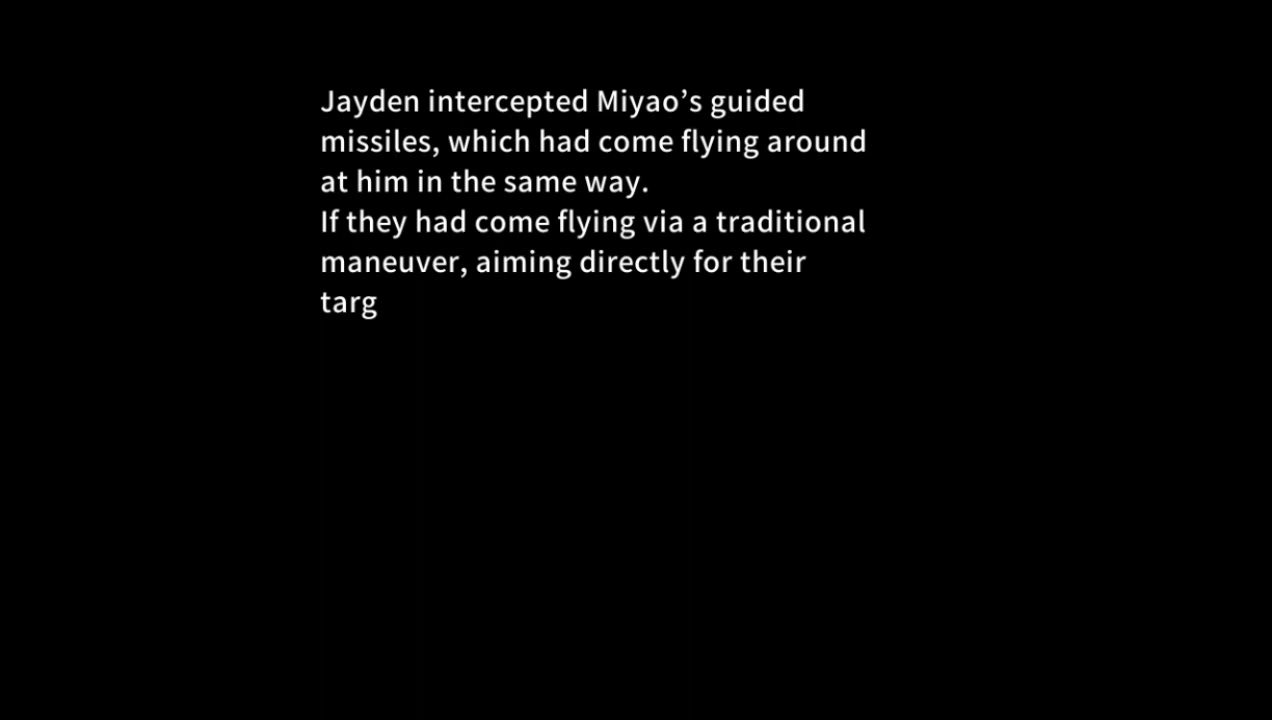 Jayden intercepted Miyao’s guided
missiles, which had come flying around
at him in the same way.
If they had come flying via a traditional
maneuver, aiming directly for their
targ